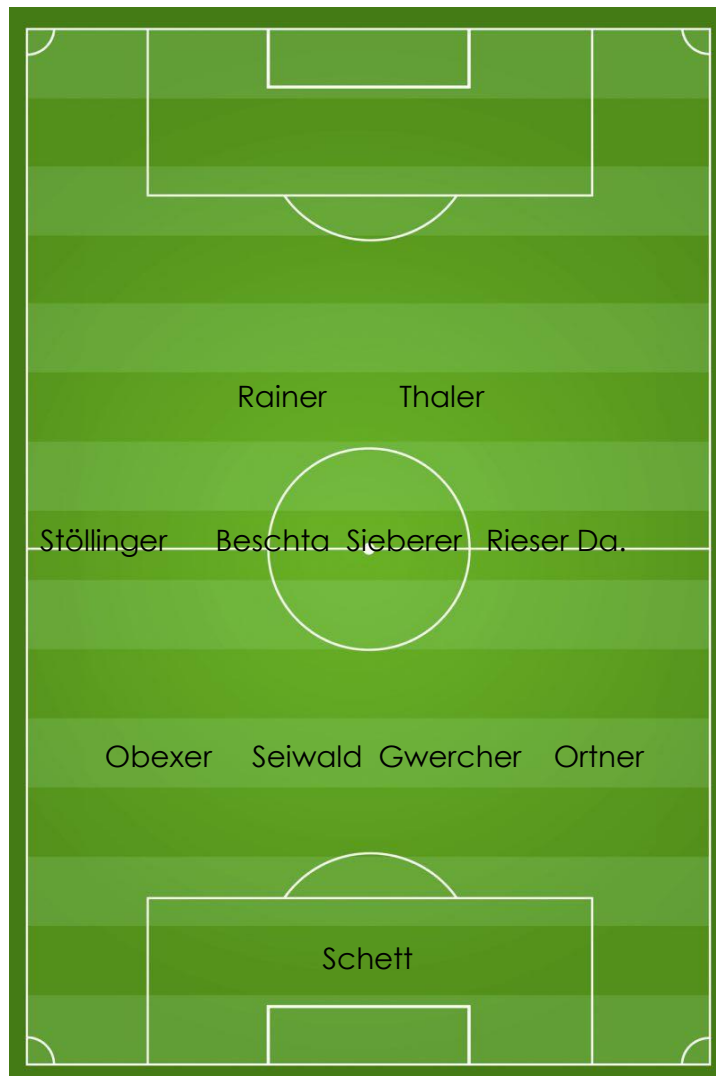 Rainer Thaler
Stöllinger Beschta Sieberer Rieser Da.
Obexer Seiwald Gwercher Ortner
Schett